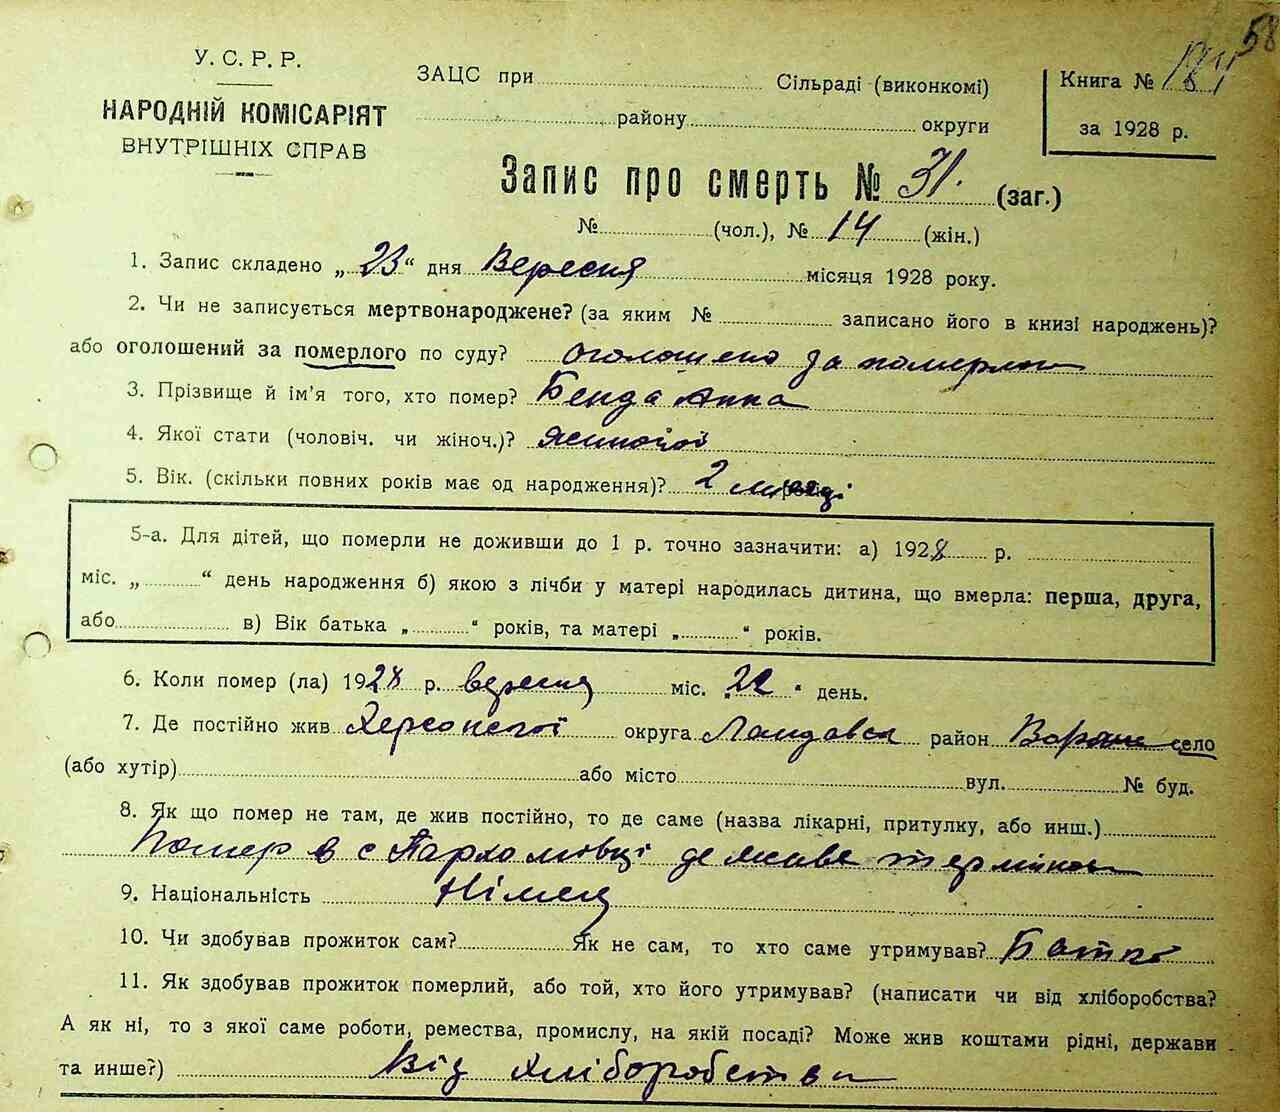 58
У. С. Р. Р.
НАРОДНІЙ КОМІСАРІЯТ
ВНУТРІШНІХ СПРАВ
ЗАЦС при Сільраді (виконкомі)
району округи
Книга №
за 1928 р.
Запис про смерть № 31. (заг.)
№ (чол.), № 14 (жін.)
1. Запис складено „ 23 “ дня Вересня місяця 1928 року.
2. Чи не записується мертвонароджене? (за яким № записано його в книзі народжень)?
або оголошений за померлого по суду? оголошено за померлою
3. Прізвище й ім'я того, хто помер? Бенда Анна
4. Якої статі (чоловіч. чи жіноч.)? жиночої
5. Вік. (скільки повних років має од народження)? 2 місяці
5-а. Для дітей, що померли не доживши до 1 р. точно зазначити: а) 1928 р.
міс. „ “ день народження б) якою з лічби у матері народилась дитина, що вмерла: перша, друга,
або в) Вік батька „ “ років, та матері „ “ років.
6. Коли помер (ла) 1928 р. вересня міс. „ 22 “ день.
7. Де постійно жив Херсонської округа район село
(або хутір) або місто вул. № буд.
8. Як що помер не там, де жив постійно, то де саме (назва лікарні, притулку, або инш.)
Помер в с Пархомівці де
9. Національність
10. Чи здобував прожиток сам? Як не сам, то хто саме утримував? Батько
11. Як здобував прожиток померлий, або той, хто його утримував? (написати чи від хліборобства?
А як ні, то з якої саме роботи, ремества, промислу, на якій посаді? Може жив коштами рідні, держави
та инше?) Від хліборобства